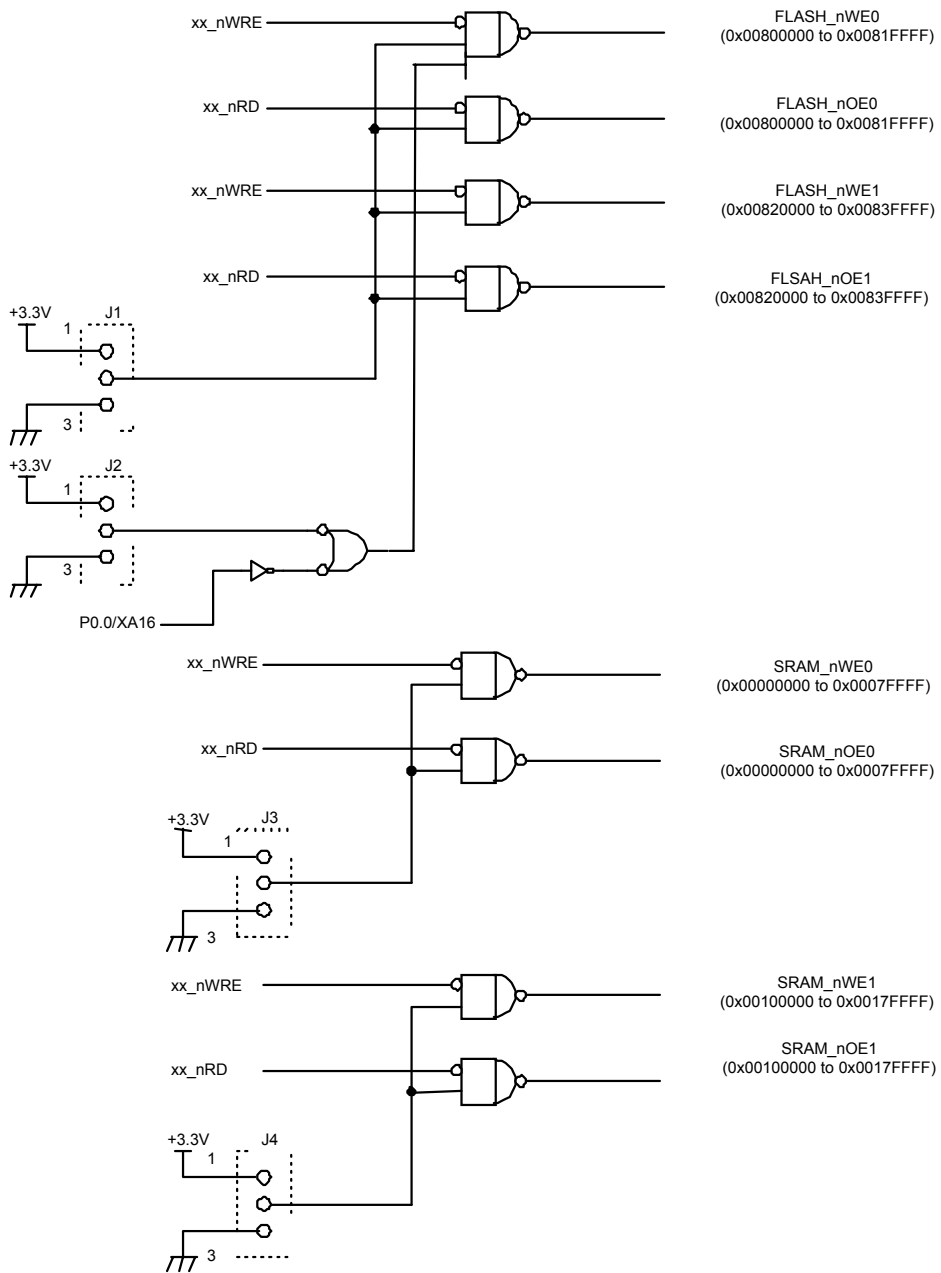 xx_nWRE
FLASH_nWE0
(0x00800000 to 0x0081FFFF)
xx_nRD
FLASH_nOE0
(0x00800000 to 0x0081FFFF)
xx_nWRE
FLASH_nWE1
(0x00820000 to 0x0083FFFF)
xx_nRD
FLSAH_nOE1
(0x00820000 to 0x0083FFFF)
+3.3V
J1
1
3
+3.3V
J2
1
3
P0.0/XA16
xx_nWRE
SRAM_nWE0
(0x00000000 to 0x0007FFFF)
xx_nRD
SRAM_nOE0
(0x00000000 to 0x0007FFFF)
+3.3V
J3
1
3
xx_nWRE
SRAM_nWE1
(0x00100000 to 0x0017FFFF)
xx_nRD
SRAM_nOE1
(0x00100000 to 0x0017FFFF)
+3.3V
J4
1
3